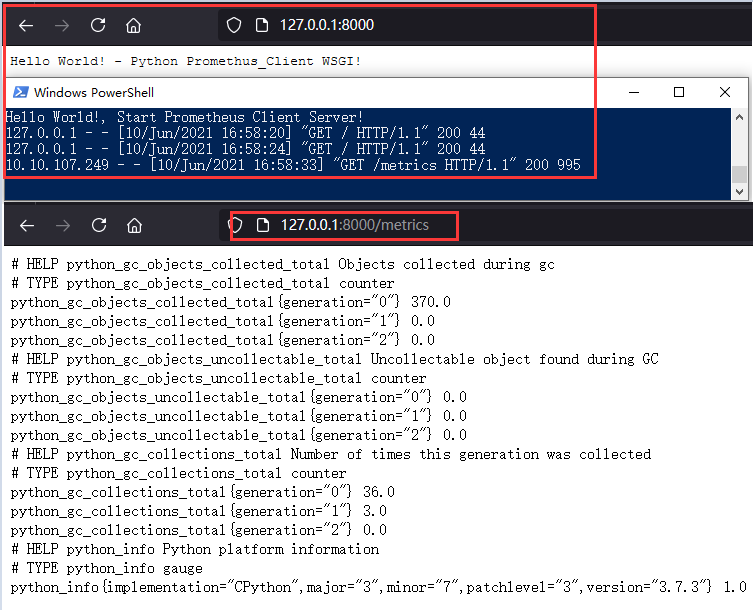 127.0.0.1:8000
Hello World! - Python Promethus_Client WSGI!
Windows PowerShell
Hello World!, Start Prometheus Client Server!
127.0.0.1 - - [10/Jun/2021 16:58:20] "GET / HTTP/1.1" 200 44
127.0.0.1 - - [10/Jun/2021 16:58:24] "GET / HTTP/1.1" 200 44
10.10.107.249 - - [10/Jun/2021 16:58:33] "GET /metrics HTTP/1.1" 200 995
127.0.0.1:8000/metrics
# HELP python_gc_objects_collected_total Objects collected during gc
# TYPE python_gc_objects_collected_total counter
python_gc_objects_collected_total{generation="0"} 370.0
python_gc_objects_collected_total{generation="1"} 0.0
python_gc_objects_collected_total{generation="2"} 0.0
# HELP python_gc_objects_uncollectable_total Uncollectable object found during GC
# TYPE python_gc_objects_uncollectable_total counter
python_gc_objects_uncollectable_total{generation="0"} 0.0
python_gc_objects_uncollectable_total{generation="1"} 0.0
python_gc_objects_uncollectable_total{generation="2"} 0.0
# HELP python_gc_collections_total Number of times this generation was collected
# TYPE python_gc_collections_total counter
python_gc_collections_total{generation="0"} 36.0
python_gc_collections_total{generation="1"} 3.0
python_gc_collections_total{generation="2"} 0.0
# HELP python_info Python platform information
# TYPE python_info gauge
python_info{implementation="CPython",major="3",minor="7",patchlevel="3",version="3.7.3"} 1.0